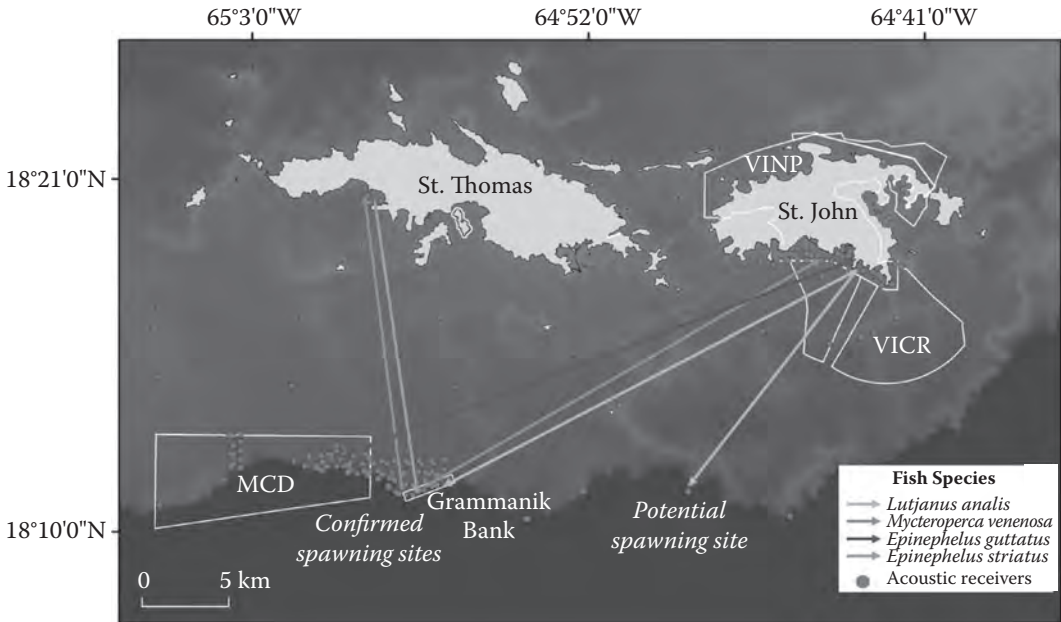 65°3'0"W
64°52'0"W
64°41'0"W
18°21'0"N
VINP
St. Thomas
St. John
VICR
MCD
Grammanik
Bank
Confirmed
spawning sites
Potential
spawning site
18°10'0"N
0
5 km
Fish Species
Lutjanus analis
Mycteroperca venenosa
Epinephelus guttatus
Epinephelus striatus
Acoustic receivers